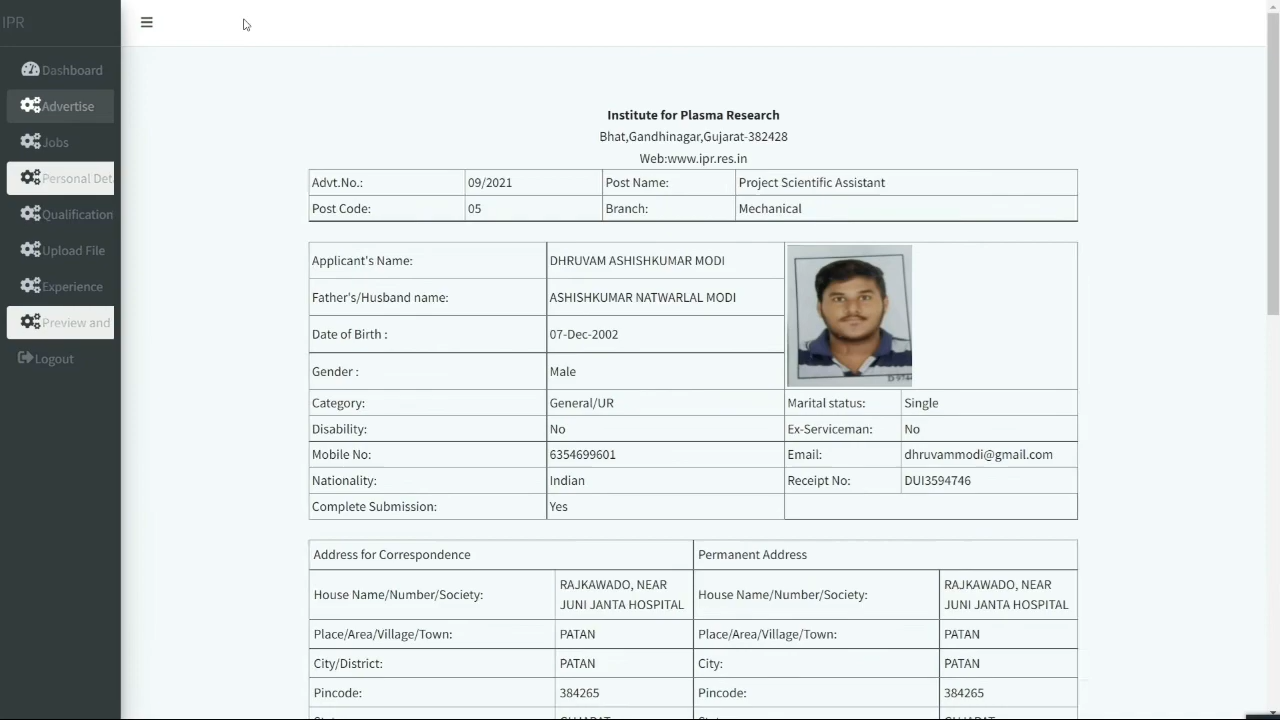 IPR
Dashboard
Advertise
Jobs
Personal Det
Qualification
Upload File
Experience
Preview and
Logout
Institute for Plasma Research
Bhat,Gandhinagar,Gujarat-382428
Web:www.ipr.res.in
Advt.No.: 09/2021 Post Name: Project Scientific Assistant
Post Code: 05 Branch: Mechanical
Applicant's Name: DHRUVAM ASHISHKUMAR MODI
Father's/Husband name: ASHISHKUMAR NATWARLAL MODI
Date of Birth : 07-Dec-2002
Gender : Male
Category: General/UR Marital status: Single
Disability: No Ex-Serviceman: No
Mobile No: 6354699601 Email: dhruvammodi@gmail.com
Nationality: Indian Receipt No: DUI3594746
Complete Submission: Yes
Address for Correspondence Permanent Address
House Name/Number/Society: RAJKAWADO, NEAR JUNI JANTA HOSPITAL House Name/Number/Society: RAJKAWADO, NEAR JUNI JANTA HOSPITAL
Place/Area/Village/Town: PATAN Place/Area/Village/Town: PATAN
City/District: PATAN City: PATAN
Pincode: 384265 Pincode: 384265